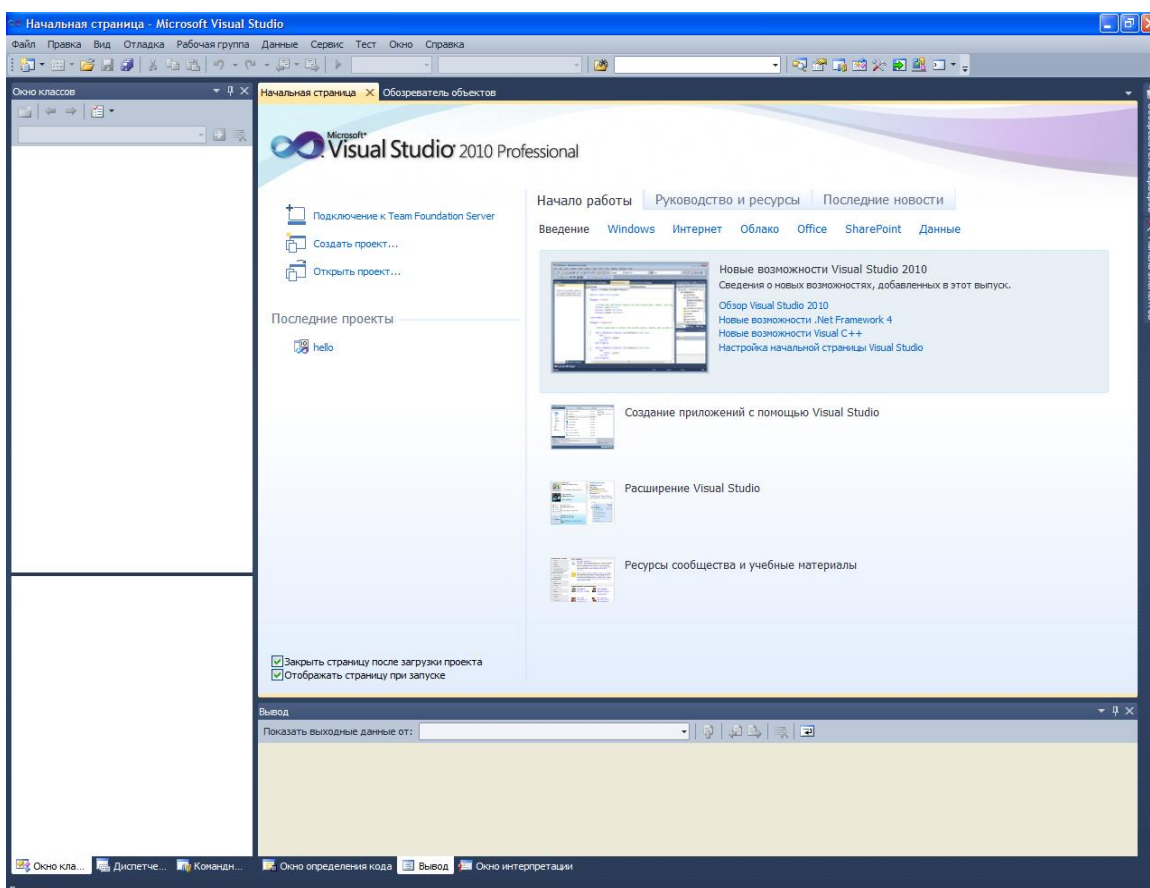 Начальная страница - Microsoft Visual Studio
Файл Правка Вид Отладка Рабочая группа Данные Сервис Тест Окно Справка
Окно классов
Начальная страница Обозреватель объектов
Microsoft®
Visual Studio 2010 Professional
Подключение к Team Foundation Server
Создать проект...
Открыть проект...
Последние проекты
hello
Начало работы Руководство и ресурсы Последние новости
Введение Windows Интернет Облако Office SharePoint Данные
Новые возможности Visual Studio 2010
Сведения о новых возможностях, добавленных в этот выпуск.
Обзор Visual Studio 2010
Новые возможности .Net Framework 4
Новые возможности Visual C++
Настройка начальной страницы Visual Studio
Создание приложений с помощью Visual Studio
Расширение Visual Studio
Ресурсы сообщества и учебные материалы
Закрыть страницу после загрузки проекта
Отображать страницу при запуске
Вывод
Показать выходные данные от:
Окно кла... Диспетче... Командн... Окно определения кода Вывод Окно интерпретации